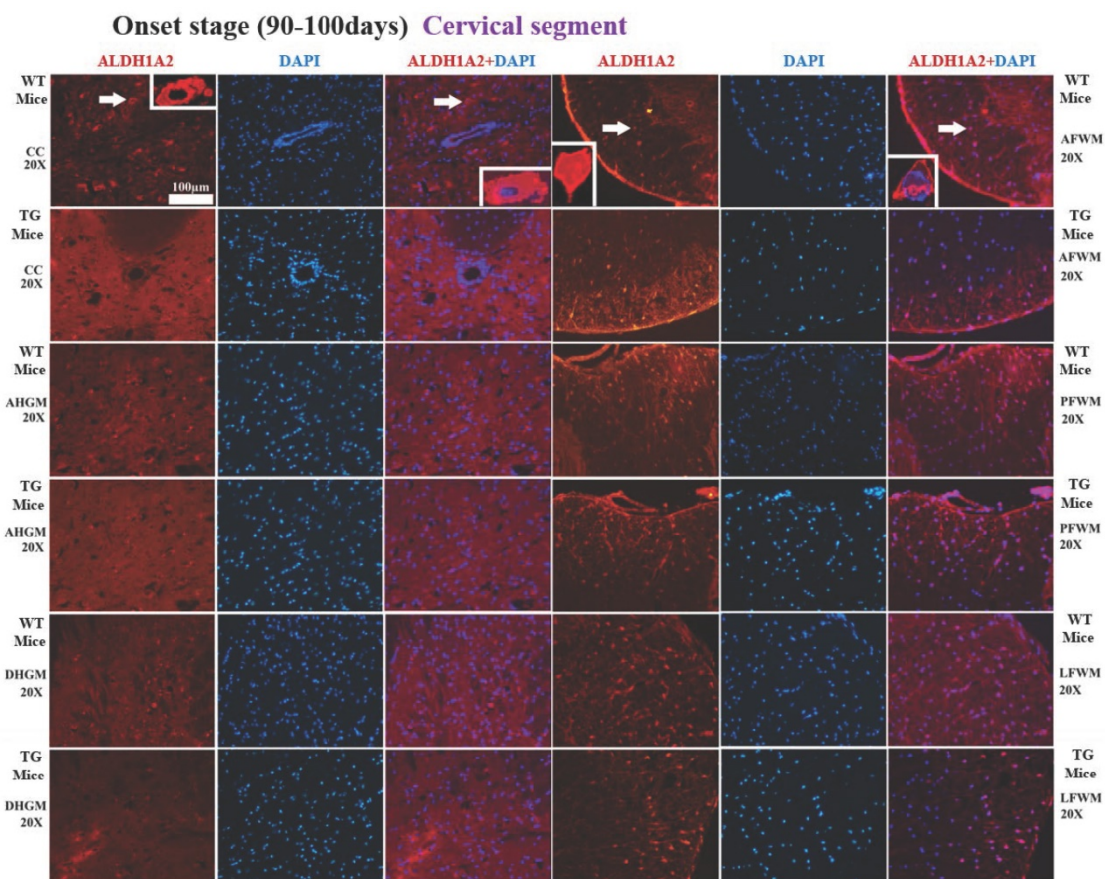 Onset stage (90-100days) Cervical segment
ALDH1A2 DAPI ALDH1A2+DAPI ALDH1A2 DAPI ALDH1A2+DAPI
WT
Mice
CC
20X
100μm
WT
Mice
AFWM
20X
TG
Mice
CC
20X
TG
Mice
AFWM
20X
WT
Mice
AHGM
20X
WT
Mice
PFWM
20X
TG
Mice
AHGM
20X
TG
Mice
PFWM
20X
WT
Mice
DHGM
20X
WT
Mice
LFWM
20X
TG
Mice
DHGM
20X
TG
Mice
LFWM
20X